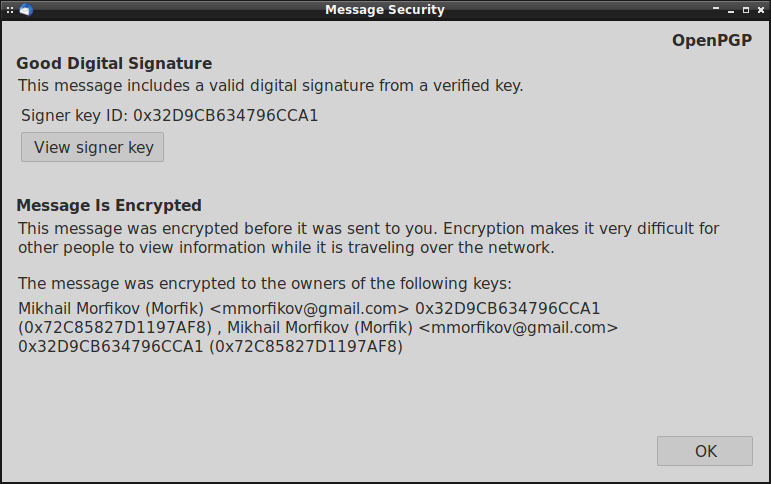 Message Security
OpenPGP
Good Digital Signature
This message includes a valid digital signature from a verified key.
Signer key ID: 0x32D9CB634796CCA1
View signer key
Message Is Encrypted
This message was encrypted before it was sent to you. Encryption makes it very difficult for
other people to view information while it is traveling over the network.
The message was encrypted to the owners of the following keys:
Mikhail Morfikov (Morfik) <mmorfikov@gmail.com> 0x32D9CB634796CCA1
(0x72C85827D1197AF8) , Mikhail Morfikov (Morfik) <mmorfikov@gmail.com>
0x32D9CB634796CCA1 (0x72C85827D1197AF8)
OK